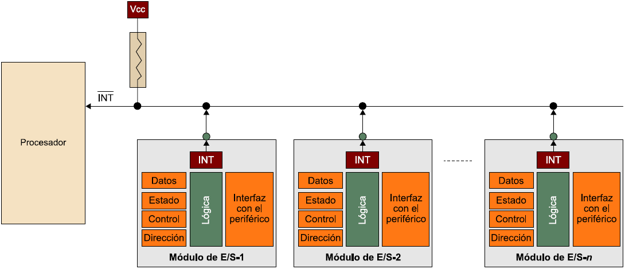 Vcc
INT
Procesador
INT
Datos
Estado
Control
Dirección
Lógica
Interfaz
con el
periférico
Módulo de E/S-1
INT
Datos
Estado
Control
Dirección
Lógica
Interfaz
con el
periférico
Módulo de E/S-2
INT
Datos
Estado
Control
Dirección
Lógica
Interfaz
con el
periférico
Módulo de E/S-n